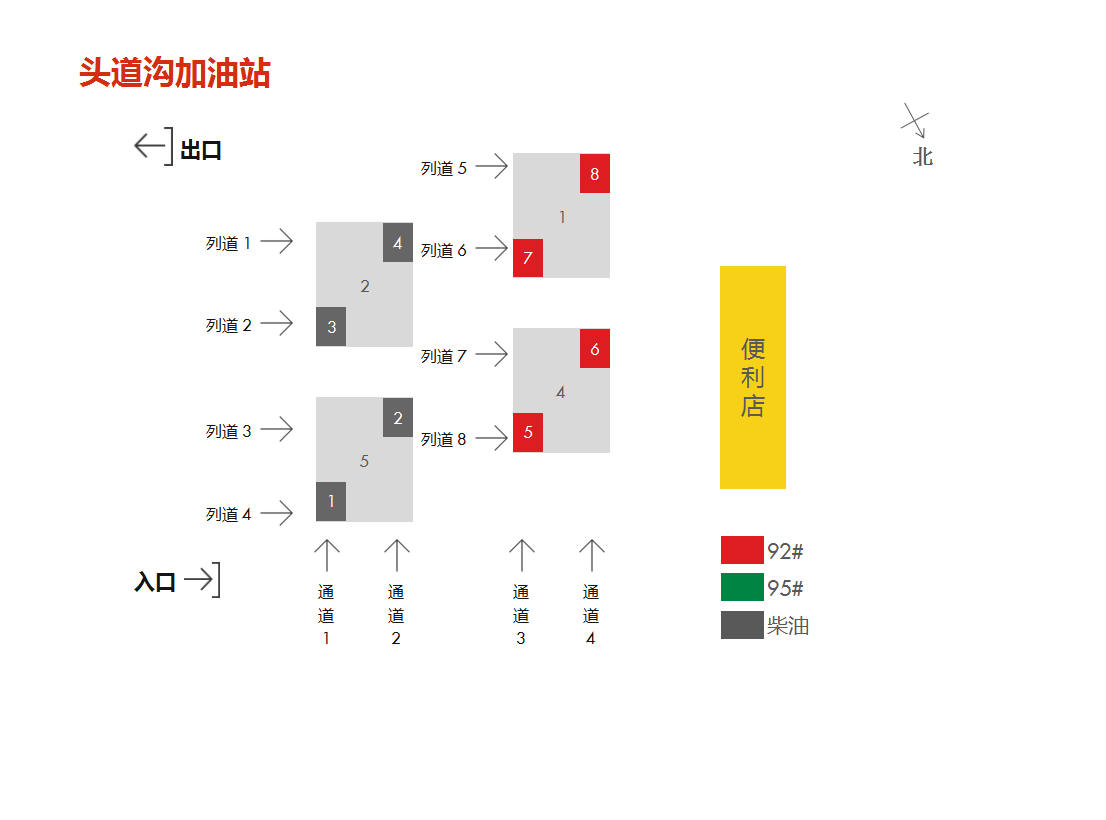 头道沟加油站
出口
北
列道 5
8
1
列道 1
4
列道 6
7
2
列道 2
3
便利店
列道 7
6
4
列道 3
2
列道 8
5
5
列道 4
1
入口
通道1
通道2
通道3
通道4
92#
95#
柴油